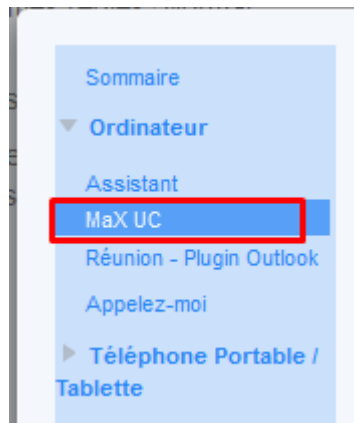 Sommaire
Ordinateur
Assistant
MaX UC
Réunion - Plugin Outlook
Appelez-moi
Téléphone Portable /
Tablette